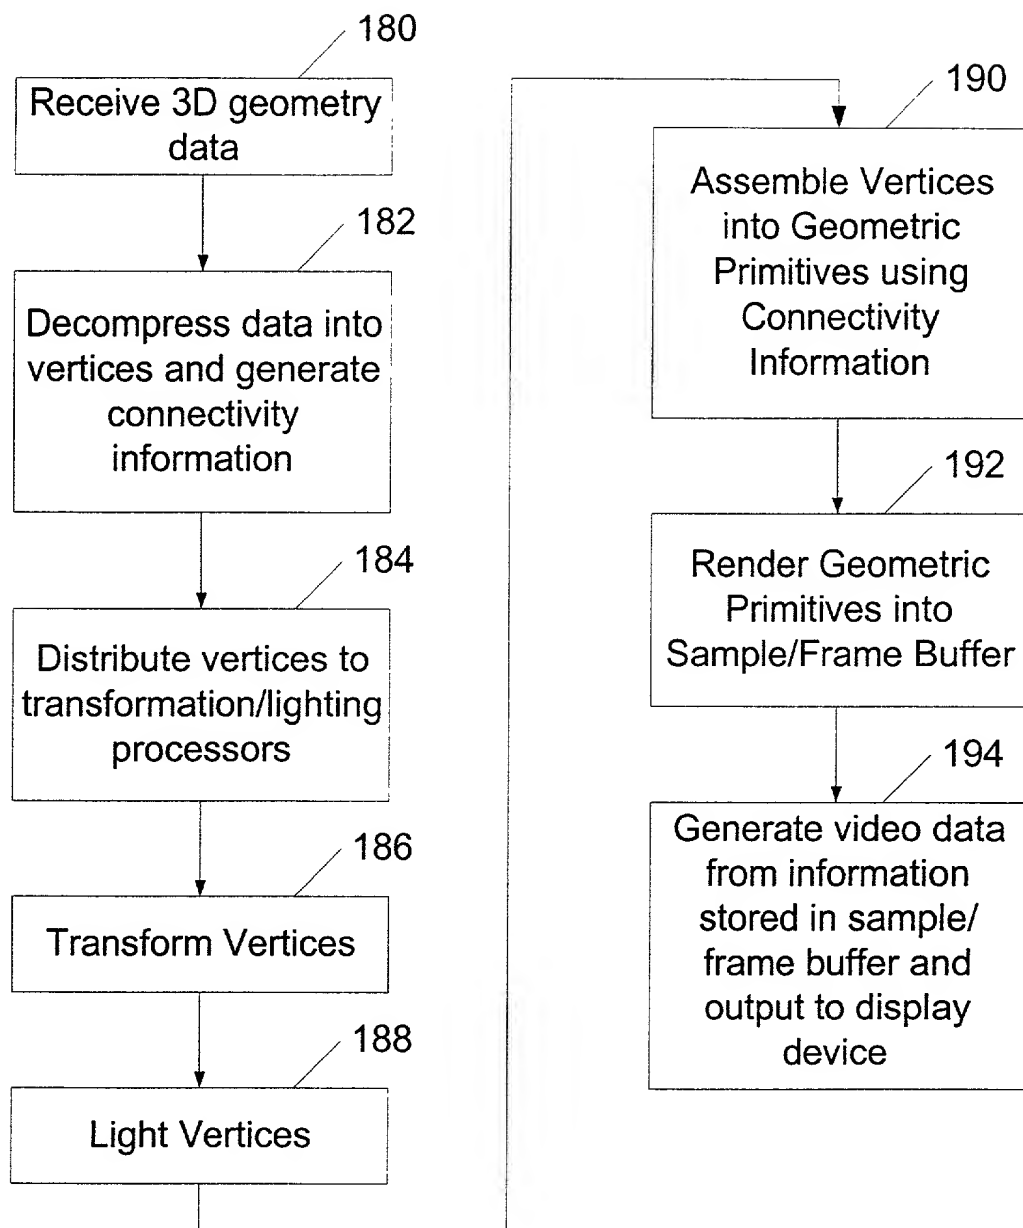 180
Receive 3D geometry
data
182
Decompress data into
vertices and generate
connectivity
information
184
Distribute vertices to
transformation/lighting
processors
186
Transform Vertices
188
Light Vertices
190
Assemble Vertices
into Geometric
Primitives using
Connectivity
Information
192
Render Geometric
Primitives into
Sample/Frame Buffer
194
Generate video data
from information
stored in sample/
frame buffer and
output to display
device